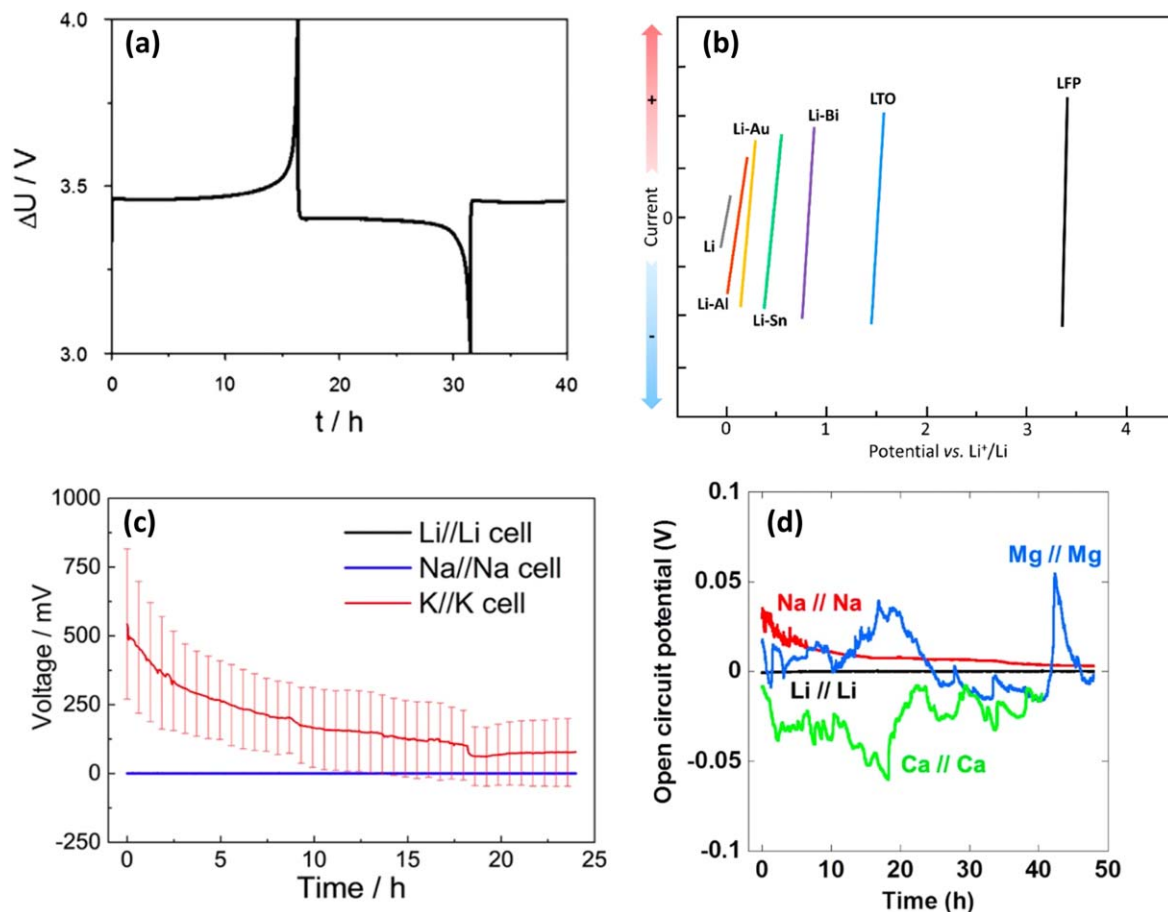 (a)
4.0
3.5
3.0
ΔU / V
0 10 20 30 40
t / h
(b)
+
Current
0
-
Li
Li-Al
Li-Au
Li-Sn
Li-Bi
LTO
LFP
0 1 2 3 4
Potential vs. Li⁺/Li
(c)
1000
750
500
250
0
-250
Voltage / mV
Li//Li cell
Na//Na cell
K//K cell
0 5 10 15 20 25
Time / h
(d)
0.1
0.05
0
-0.05
-0.1
Open circuit potential (V)
Mg // Mg
Na // Na
Li // Li
Ca // Ca
0 10 20 30 40 50
Time (h)